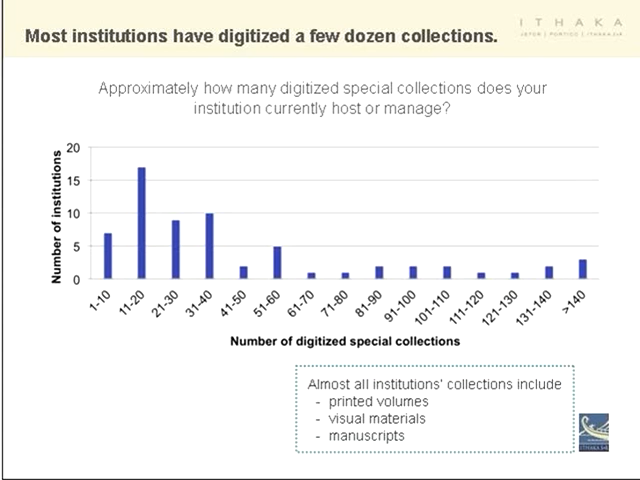 Most institutions have digitized a few dozen collections.
ITHAKA
JSTOR | PORTICO | ITHAKA S+R
Approximately how many digitized special collections does your
institution currently host or manage?
Number of institutions
20
15
10
5
0
1-10
11-20
21-30
31-40
41-50
51-60
61-70
71-80
81-90
91-100
101-110
111-120
121-130
131-140
>140
Number of digitized special collections
Almost all institutions' collections include
- printed volumes
- visual materials
- manuscripts
ITHAKA S+R